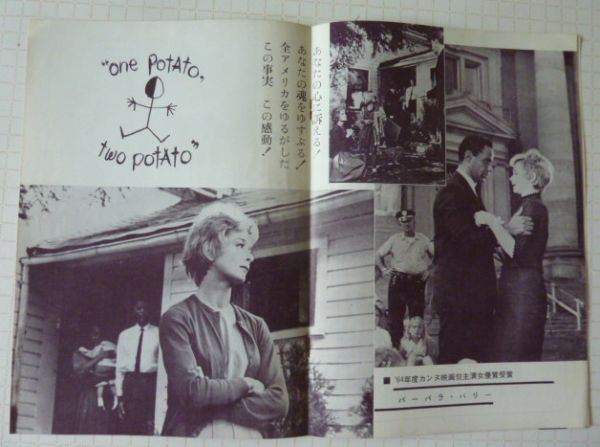 "one potato,
two potato"
あなたの心に訴える！
あなたの魂をゆすぶる！
全アメリカをゆるがした
この事実　この感動！
■ '64年度カンヌ映画祭主演女優賞受賞
バーバラ・バリー